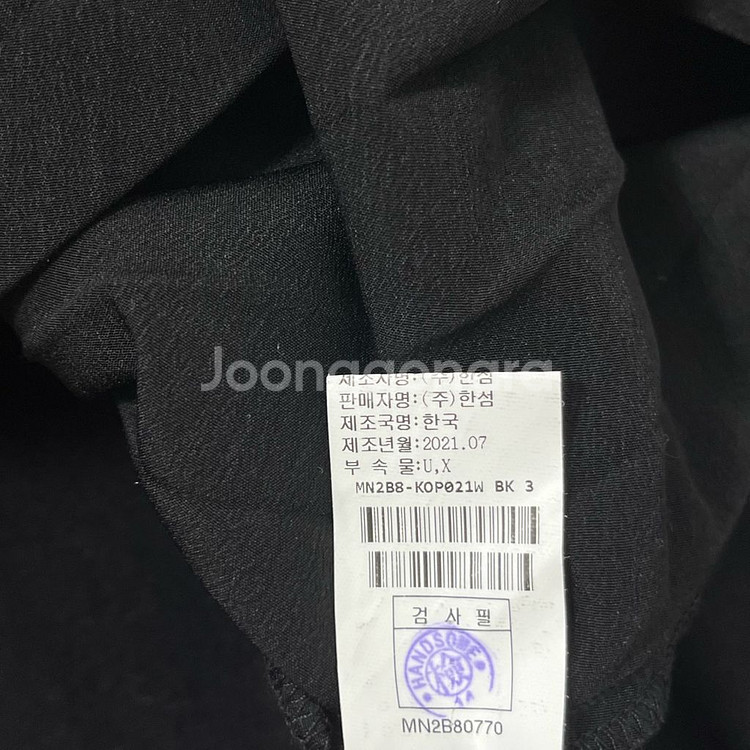 Joonggonara
제조자명:(주)한섬
판매자명:(주)한섬
제조국명:한국
제조년월:2021.07
부 속 물:U,X
MN2B8-KOP021W BK 3
검 사 필
HANDSOME
검
MN2B80770